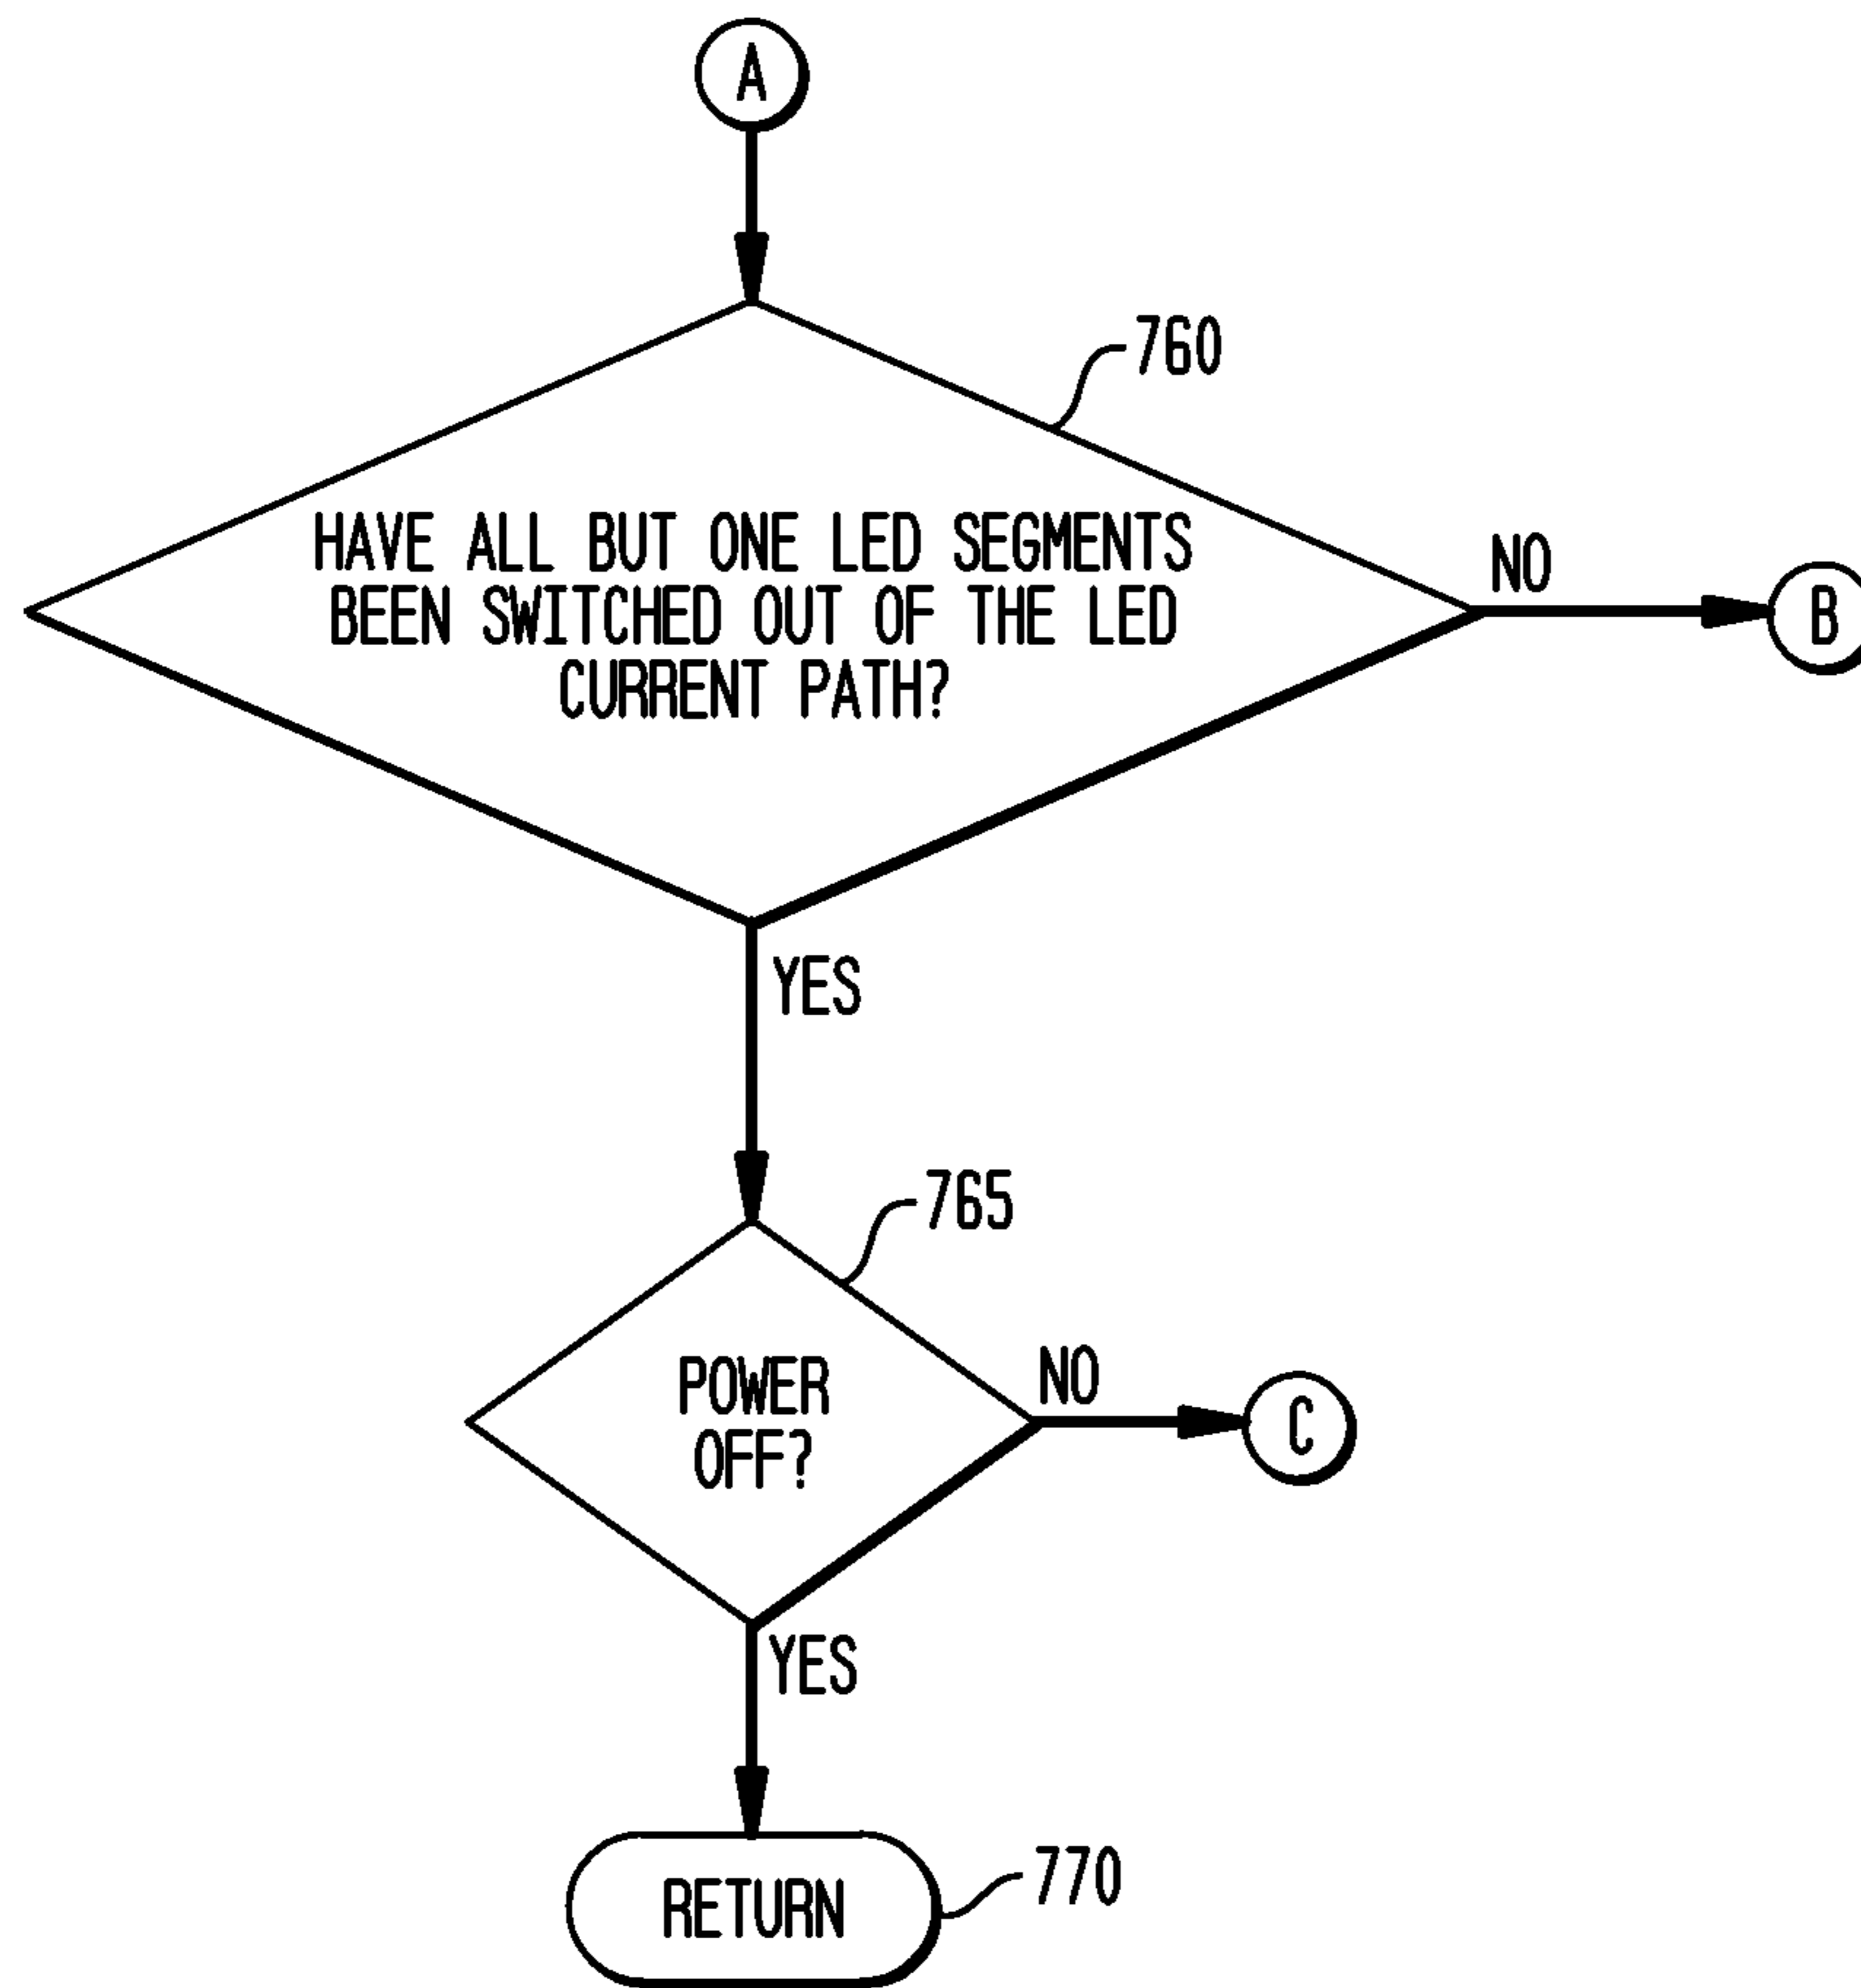 A
760
HAVE ALL BUT ONE LED SEGMENTS
BEEN SWITCHED OUT OF THE LED
CURRENT PATH?
NO
B
YES
765
POWER
OFF?
NO
C
YES
RETURN
770